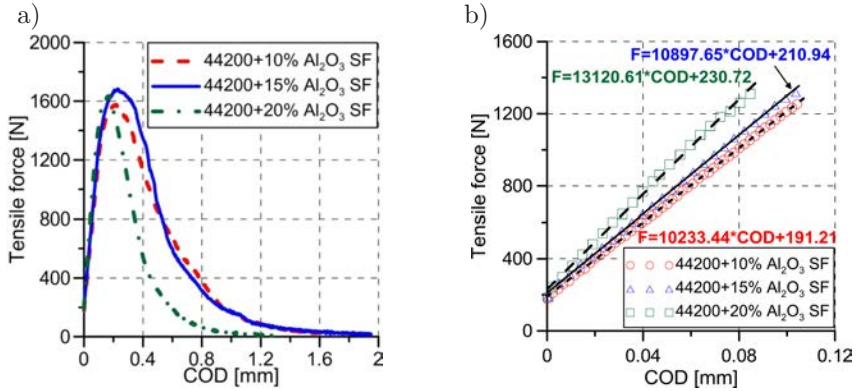 a)
2000
1600
1200
800
400
0
Tensile force [N]
44200+10% Al₂O₃ SF
44200+15% Al₂O₃ SF
44200+20% Al₂O₃ SF
0 0.4 0.8 1.2 1.6 2
COD [mm]
b)
1600
1200
800
400
0
Tensile force [N]
F=10897.65*COD+210.94
F=13120.61*COD+230.72
F=10233.44*COD+191.21
44200+10% Al₂O₃ SF
44200+15% Al₂O₃ SF
44200+20% Al₂O₃ SF
0 0.04 0.08 0.12
COD [mm]